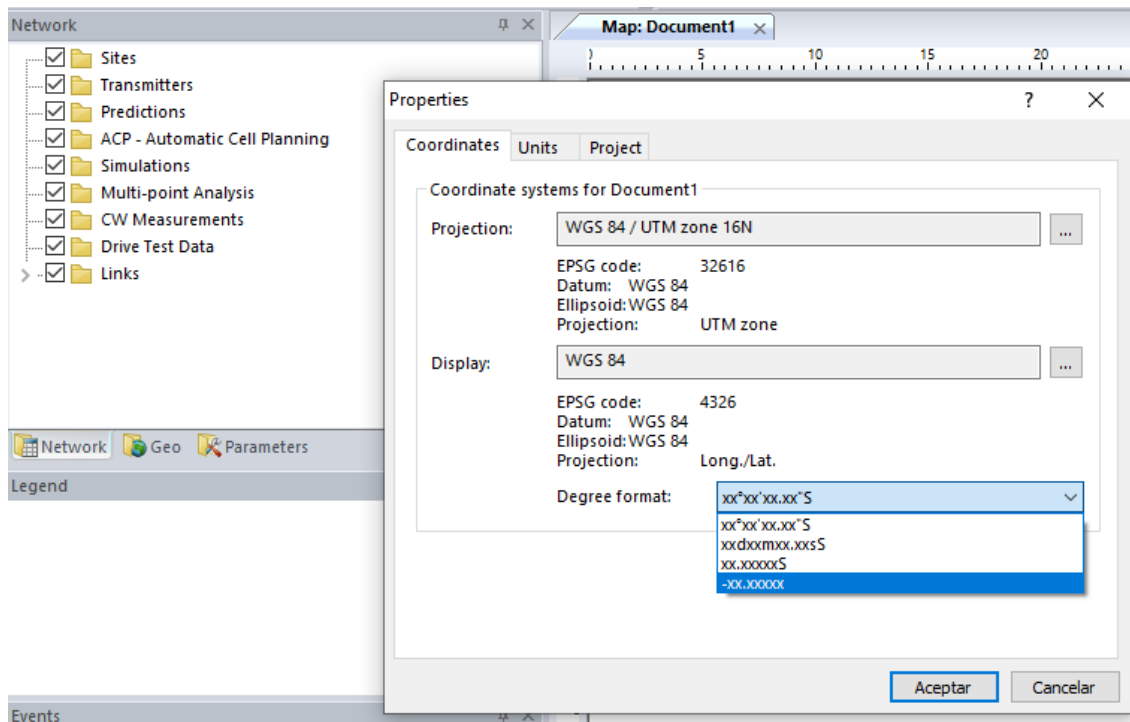 Network
Sites
Transmitters
Predictions
ACP - Automatic Cell Planning
Simulations
Multi-point Analysis
CW Measurements
Drive Test Data
Links
Network Geo Parameters
Legend
Events
Map: Document1
0 5 10 15 20
Properties
Coordinates Units Project
Coordinate systems for Document1
Projection: WGS 84 / UTM zone 16N ...
EPSG code: 32616
Datum: WGS 84
Ellipsoid: WGS 84
Projection: UTM zone
Display: WGS 84 ...
EPSG code: 4326
Datum: WGS 84
Ellipsoid: WGS 84
Projection: Long./Lat.
Degree format: xx°xx'xx.xx"S
xx°xx'xx.xx"S
xxdxxmxx.xxsS
xx.xxxxxS
-xx.xxxxx
Aceptar Cancelar